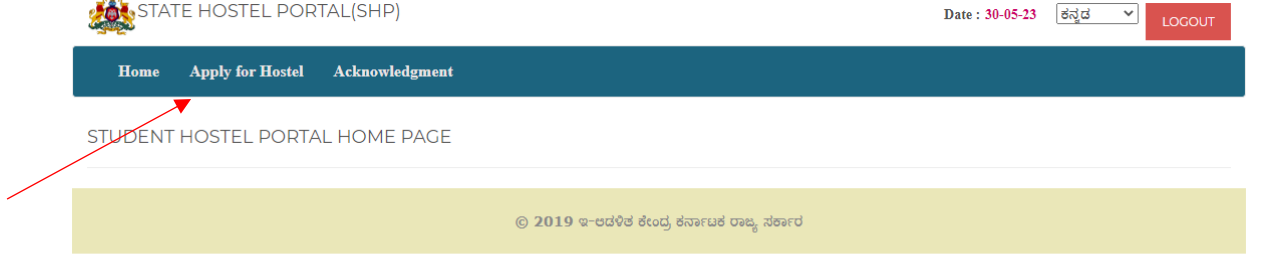 STATE HOSTEL PORTAL(SHP)
Date : 30-05-23 ಕನ್ನಡ LOGOUT
Home Apply for Hostel Acknowledgment
STUDENT HOSTEL PORTAL HOME PAGE
© 2019 ಇ-ಆಡಳಿತ ಕೇಂದ್ರ, ಕರ್ನಾಟಕ ರಾಜ್ಯ ಸರ್ಕಾರ